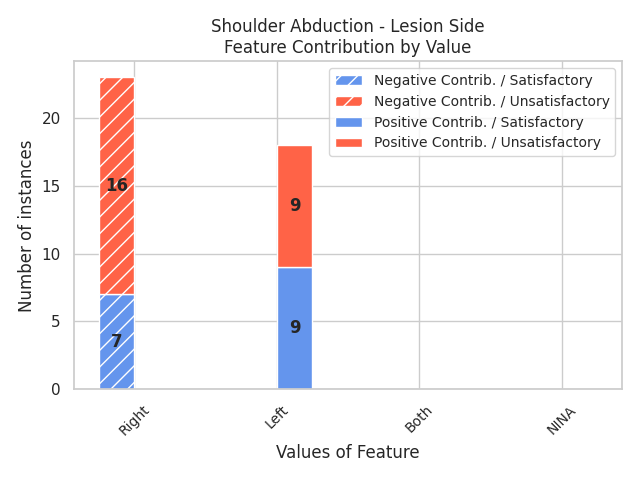 Shoulder Abduction - Lesion Side
Feature Contribution by Value
Negative Contrib. / Satisfactory
Negative Contrib. / Unsatisfactory
Positive Contrib. / Satisfactory
Positive Contrib. / Unsatisfactory
Number of instances
20
15
10
5
0
16
7
9
9
Right
Left
Both
NINA
Values of Feature